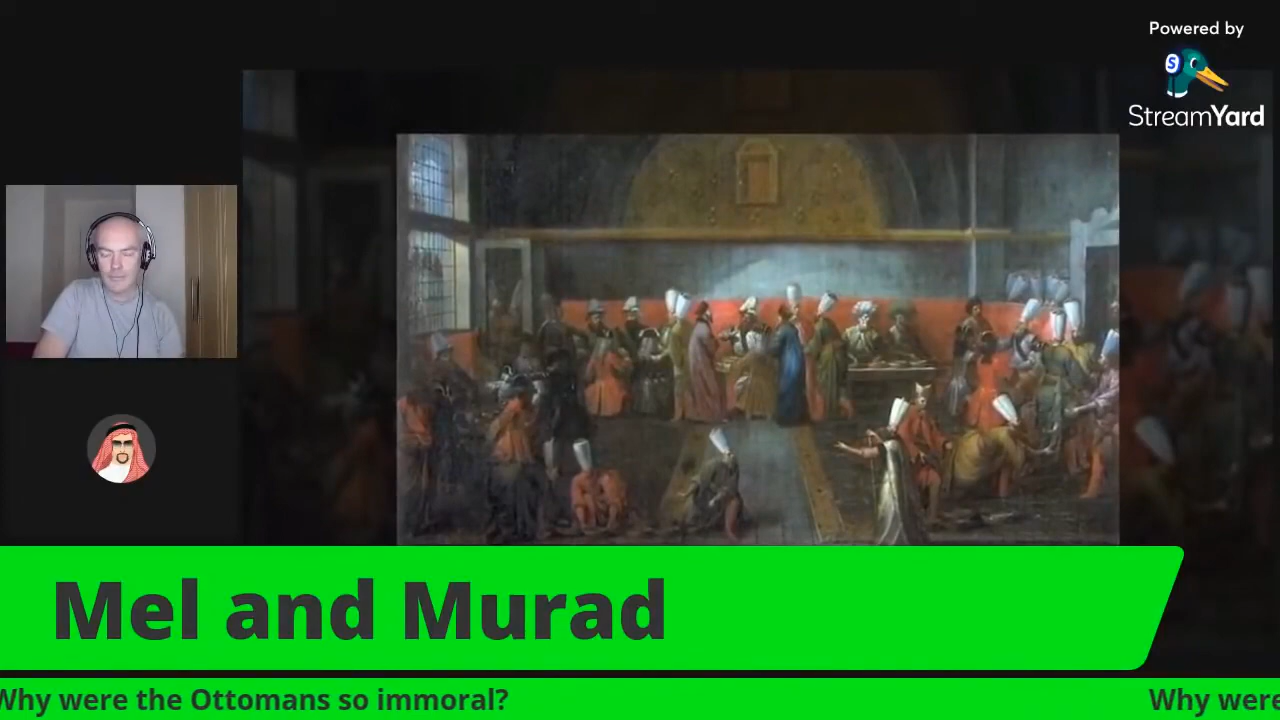 Powered by
S
StreamYard
Mel and Murad
Why were the Ottomans so immoral?
Why were